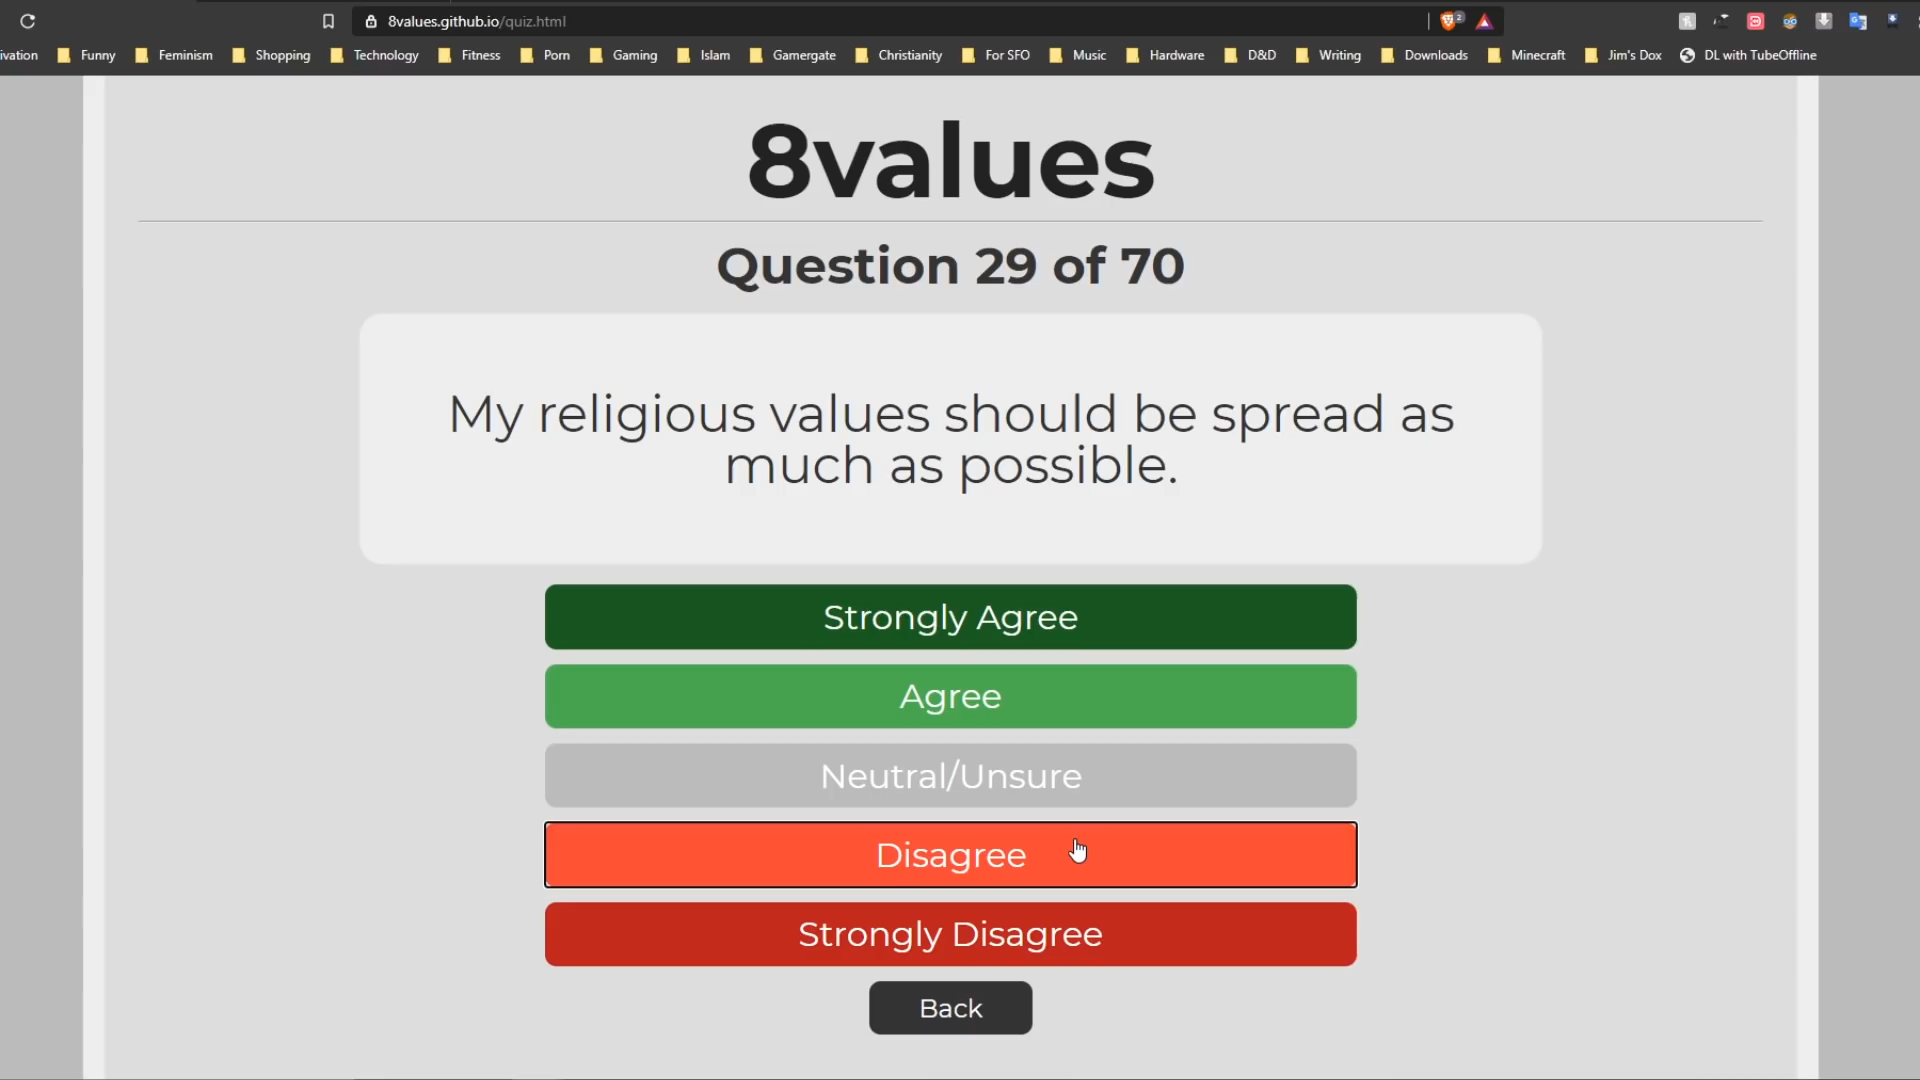 8values.github.io/quiz.html
2
ivation Funny Feminism Shopping Technology Fitness Porn Gaming Islam Gamergate Christianity For SFO Music Hardware D&D Writing Downloads Minecraft Jim's Dox DL with TubeOffline
8values
Question 29 of 70
My religious values should be spread as
much as possible.
Strongly Agree
Agree
Neutral/Unsure
Disagree
Strongly Disagree
Back